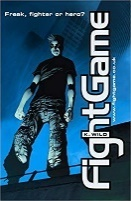 Freak, fighter or hero?
www.fightgame.co.uk
K. WILD
FightGame